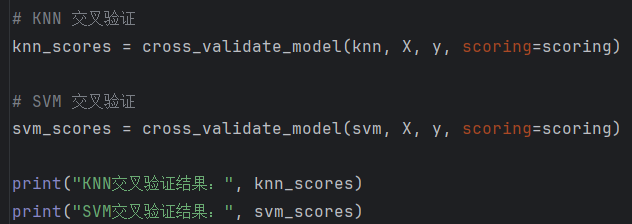 # KNN 交叉验证
knn_scores = cross_validate_model(knn, X, y, scoring=scoring)
# SVM 交叉验证
svm_scores = cross_validate_model(svm, X, y, scoring=scoring)
print("KNN交叉验证结果：", knn_scores)
print("SVM交叉验证结果：", svm_scores)